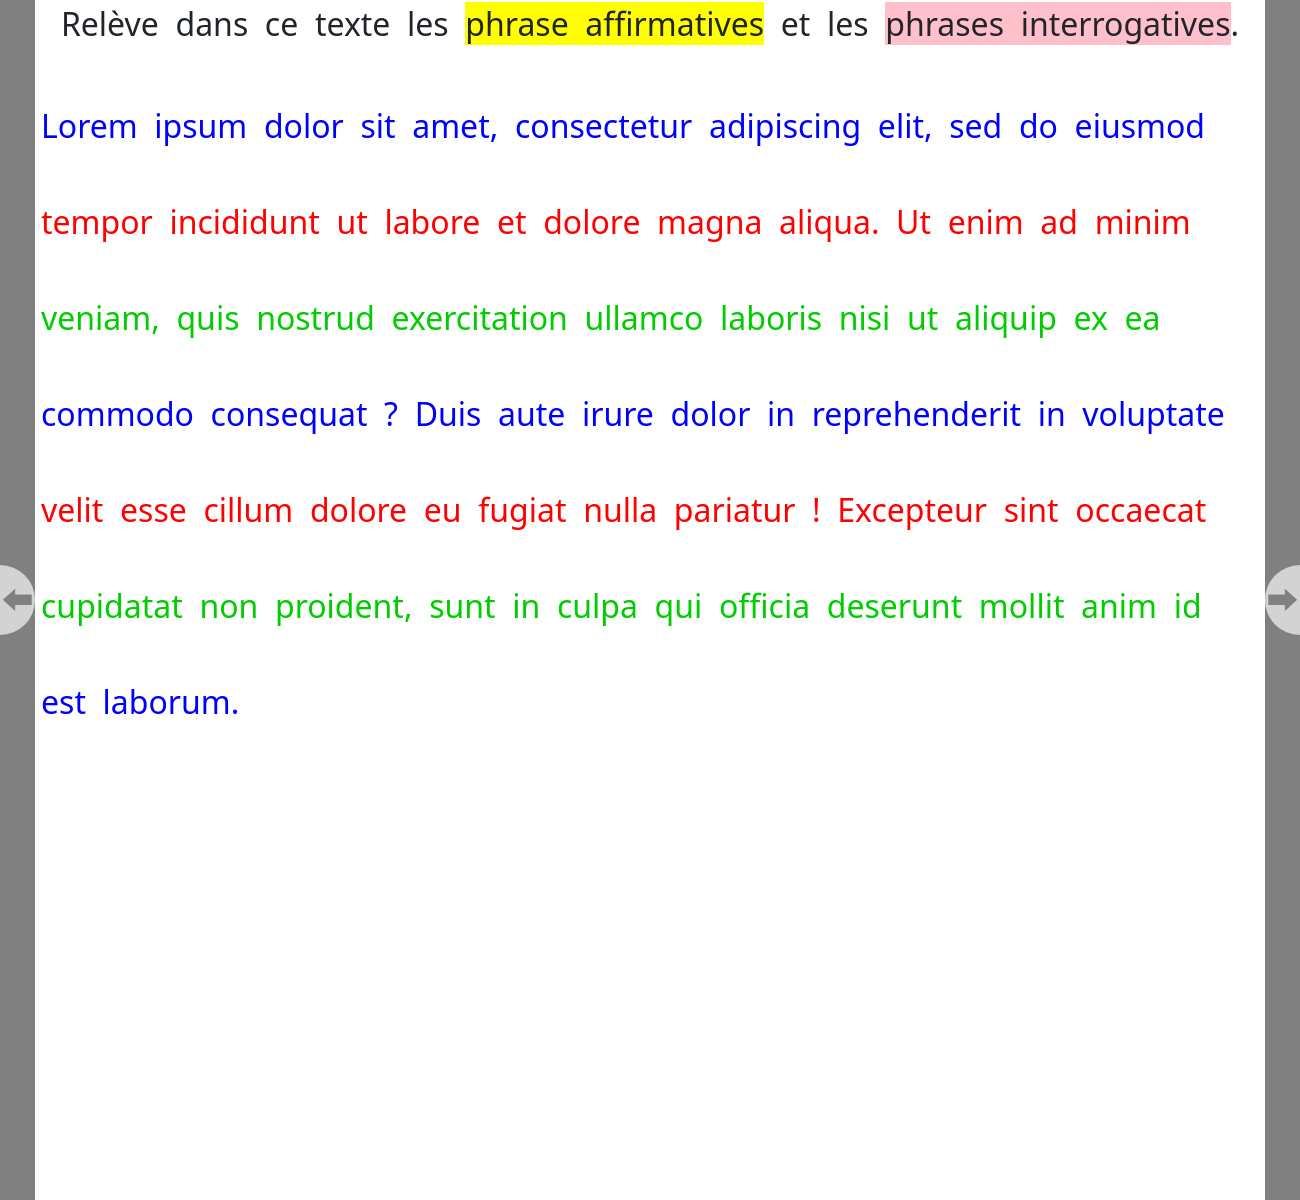 Relève dans ce texte les phrase affirmatives et les phrases interrogatives.
Lorem ipsum dolor sit amet, consectetur adipiscing elit, sed do eiusmod
tempor incididunt ut labore et dolore magna aliqua. Ut enim ad minim
veniam, quis nostrud exercitation ullamco laboris nisi ut aliquip ex ea
commodo consequat ? Duis aute irure dolor in reprehenderit in voluptate
velit esse cillum dolore eu fugiat nulla pariatur ! Excepteur sint occaecat
cupidatat non proident, sunt in culpa qui officia deserunt mollit anim id
est laborum.